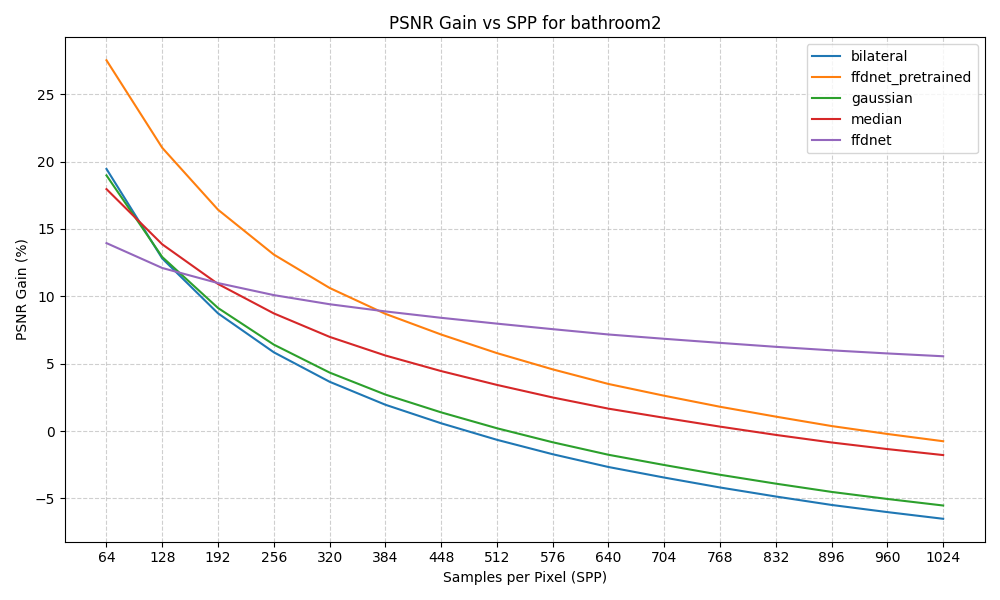 PSNR Gain vs SPP for bathroom2
bilateral
ffdnet_pretrained
gaussian
median
ffdnet
PSNR Gain (%)
25
20
15
10
5
0
−5
64 128 192 256 320 384 448 512 576 640 704 768 832 896 960 1024
Samples per Pixel (SPP)